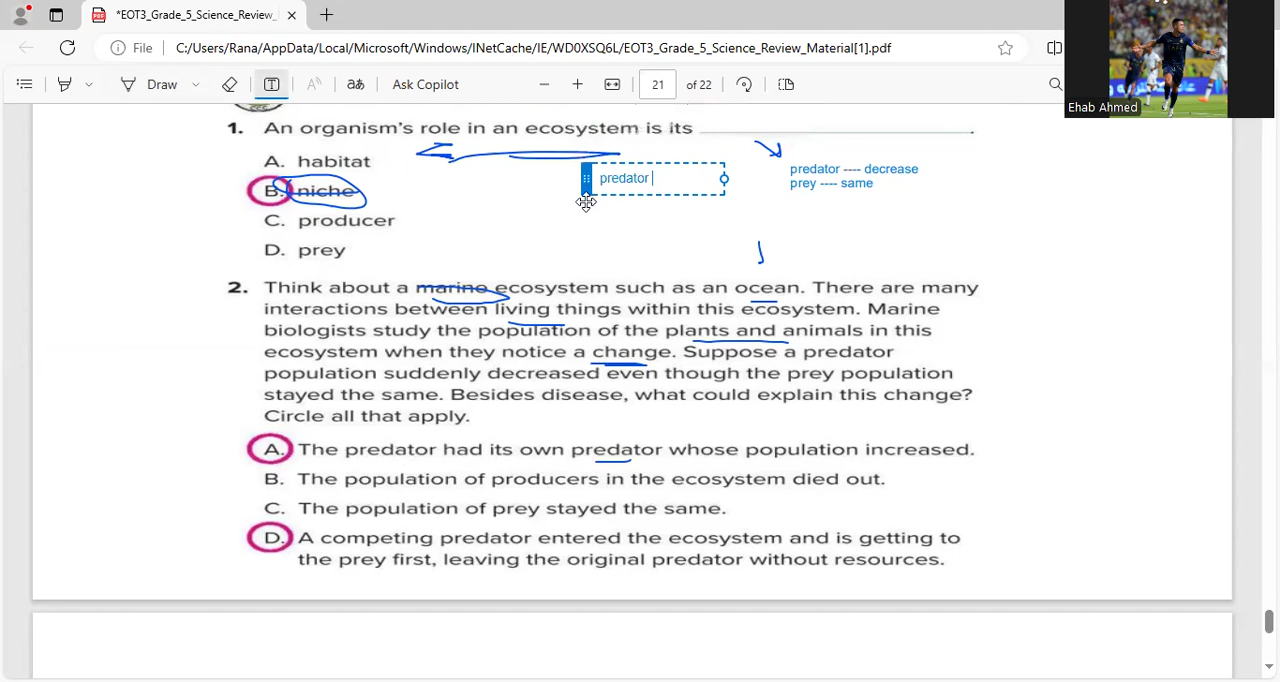 *EOT3_Grade_5_Science_Review_
File
C:/Users/Rana/AppData/Local/Microsoft/Windows/INetCache/IE/WD0XSQ6L/EOT3_Grade_5_Science_Review_Material[1].pdf
Draw
aあ
Ask Copilot
21
of 22
Ehab Ahmed
1. An organism's role in an ecosystem is its ______.
A. habitat
B. niche
C. producer
D. prey
predator
predator ---- decrease
prey ---- same
2. Think about a marine ecosystem such as an ocean. There are many
interactions between living things within this ecosystem. Marine
biologists study the population of the plants and animals in this
ecosystem when they notice a change. Suppose a predator
population suddenly decreased even though the prey population
stayed the same. Besides disease, what could explain this change?
Circle all that apply.
A. The predator had its own predator whose population increased.
B. The population of producers in the ecosystem died out.
C. The population of prey stayed the same.
D. A competing predator entered the ecosystem and is getting to
the prey first, leaving the original predator without resources.